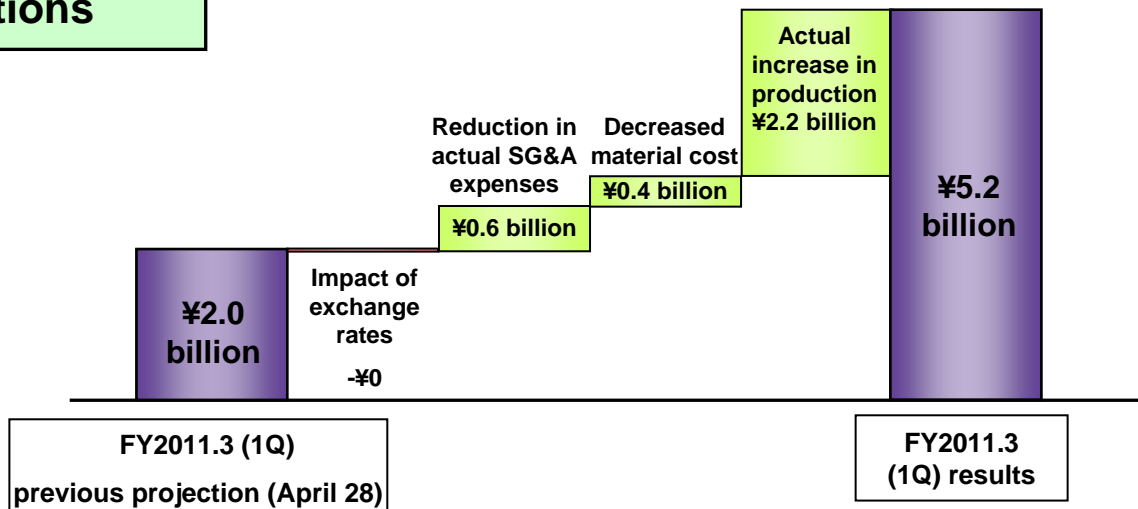 Actual
increase in
production
¥2.2 billion
Reduction in
actual SG&A
expenses
Decreased
material cost
¥0.4 billion
¥0.6 billion
¥5.2
billion
Impact of
exchange
rates
-¥0
¥2.0
billion
FY2011.3 (1Q)
previous projection (April 28)
FY2011.3
(1Q) results